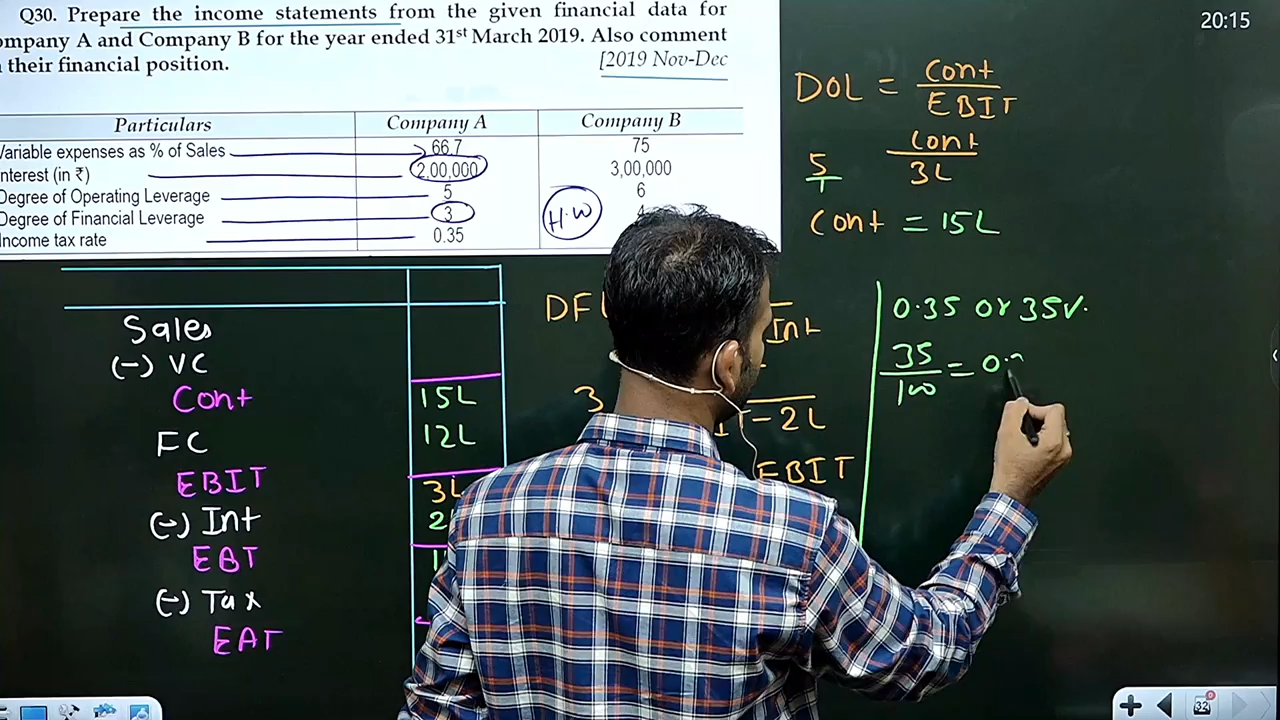 20:15
Q30. Prepare the income statements from the given financial data for
ompany A and Company B for the year ended 31st March 2019. Also comment
their financial position. [2019 Nov-Dec
Particulars Company A Company B
Variable expenses as % of Sales 66.7 75
nterest (in ₹) 2,00,000 3,00,000
Degree of Operating Leverage 5 6
Degree of Financial Leverage 3
ncome tax rate 0.35
H.W
DOL = Cont / EBIT
5/1 Cont / 3L
Cont = 15L
Sales
(-) VC
Cont 15L
FC 12L
EBIT 3L
(-) Int
EBT
(-) Tax
EAT
DF
Int
3
-2L
EBIT
0.35 or 35%
35/100 = 0.
32